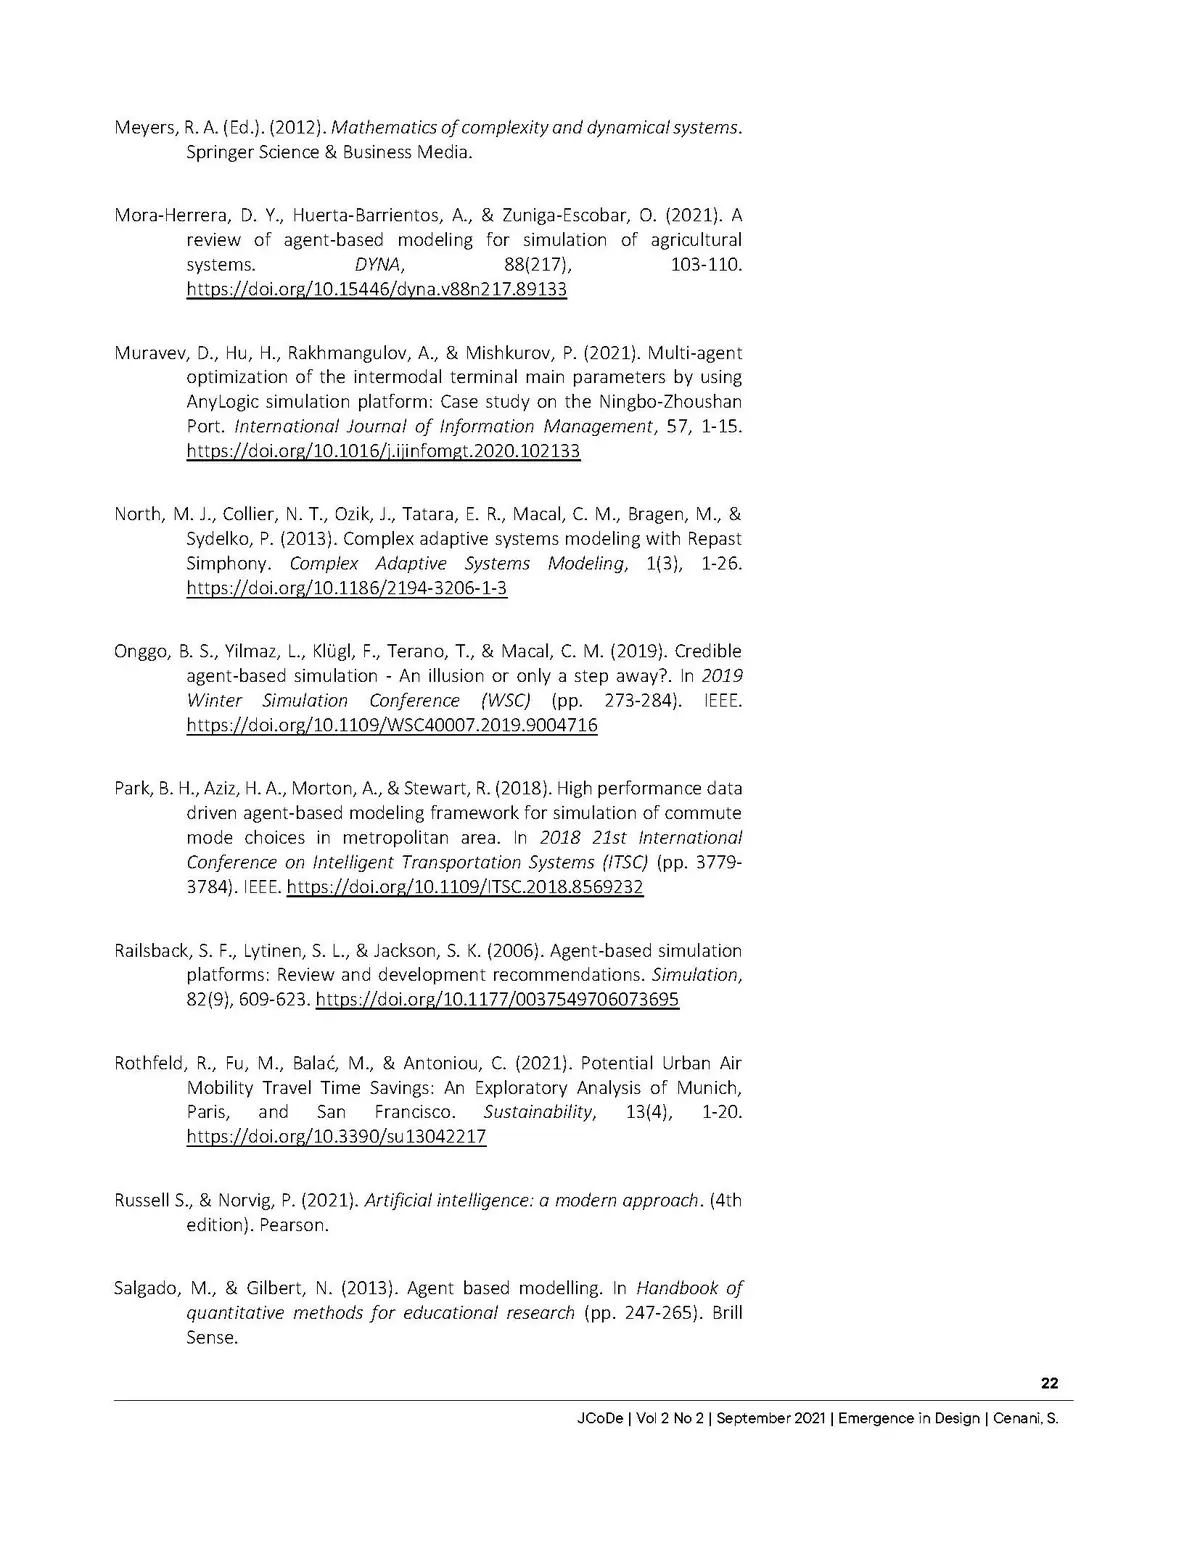 Meyers, R. A. (Ed.). (2012). Mathematics of complexity and dynamical systems.
Springer Science & Business Media.
Mora-Herrera, D. Y., Huerta-Barrientos, A., & Zuniga-Escobar, O. (2021). A
review of agent-based modeling for simulation of agricultural
systems. DYNA, 88(217), 103-110.
https://doi.org/10.15446/dyna.v88n217.89133
Muravev, D., Hu, H., Rakhmangulov, A., & Mishkurov, P. (2021). Multi-agent
optimization of the intermodal terminal main parameters by using
AnyLogic simulation platform: Case study on the Ningbo-Zhoushan
Port. International Journal of Information Management, 57, 1-15.
https://doi.org/10.1016/j.ijinfomgt.2020.102133
North, M. J., Collier, N. T., Ozik, J., Tatara, E. R., Macal, C. M., Bragen, M., &
Sydelko, P. (2013). Complex adaptive systems modeling with Repast
Simphony. Complex Adaptive Systems Modeling, 1(3), 1-26.
https://doi.org/10.1186/2194-3206-1-3
Onggo, B. S., Yilmaz, L., Klügl, F., Terano, T., & Macal, C. M. (2019). Credible
agent-based simulation - An illusion or only a step away?. In 2019
Winter Simulation Conference (WSC) (pp. 273-284). IEEE.
https://doi.org/10.1109/WSC40007.2019.9004716
Park, B. H., Aziz, H. A., Morton, A., & Stewart, R. (2018). High performance data
driven agent-based modeling framework for simulation of commute
mode choices in metropolitan area. In 2018 21st International
Conference on Intelligent Transportation Systems (ITSC) (pp. 3779-
3784). IEEE. https://doi.org/10.1109/ITSC.2018.8569232
Railsback, S. F., Lytinen, S. L., & Jackson, S. K. (2006). Agent-based simulation
platforms: Review and development recommendations. Simulation,
82(9), 609-623. https://doi.org/10.1177/0037549706073695
Rothfeld, R., Fu, M., Balać, M., & Antoniou, C. (2021). Potential Urban Air
Mobility Travel Time Savings: An Exploratory Analysis of Munich,
Paris, and San Francisco. Sustainability, 13(4), 1-20.
https://doi.org/10.3390/su13042217
Russell S., & Norvig, P. (2021). Artificial intelligence: a modern approach. (4th
edition). Pearson.
Salgado, M., & Gilbert, N. (2013). Agent based modelling. In Handbook of
quantitative methods for educational research (pp. 247-265). Brill
Sense.
22
JCoDe | Vol 2 No 2 | September 2021 | Emergence in Design | Cenani, S.